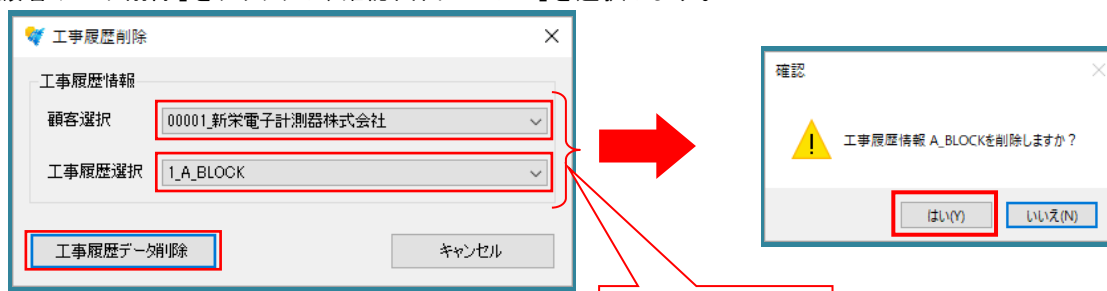 工事履歴削除
工事履歴情報
顧客選択
00001_新栄電子計測器株式会社
工事履歴選択
1_A_BLOCK
工事履歴データ削除
キャンセル
確認
工事履歴情報 A_BLOCKを削除しますか？
はい(Y)
いいえ(N)